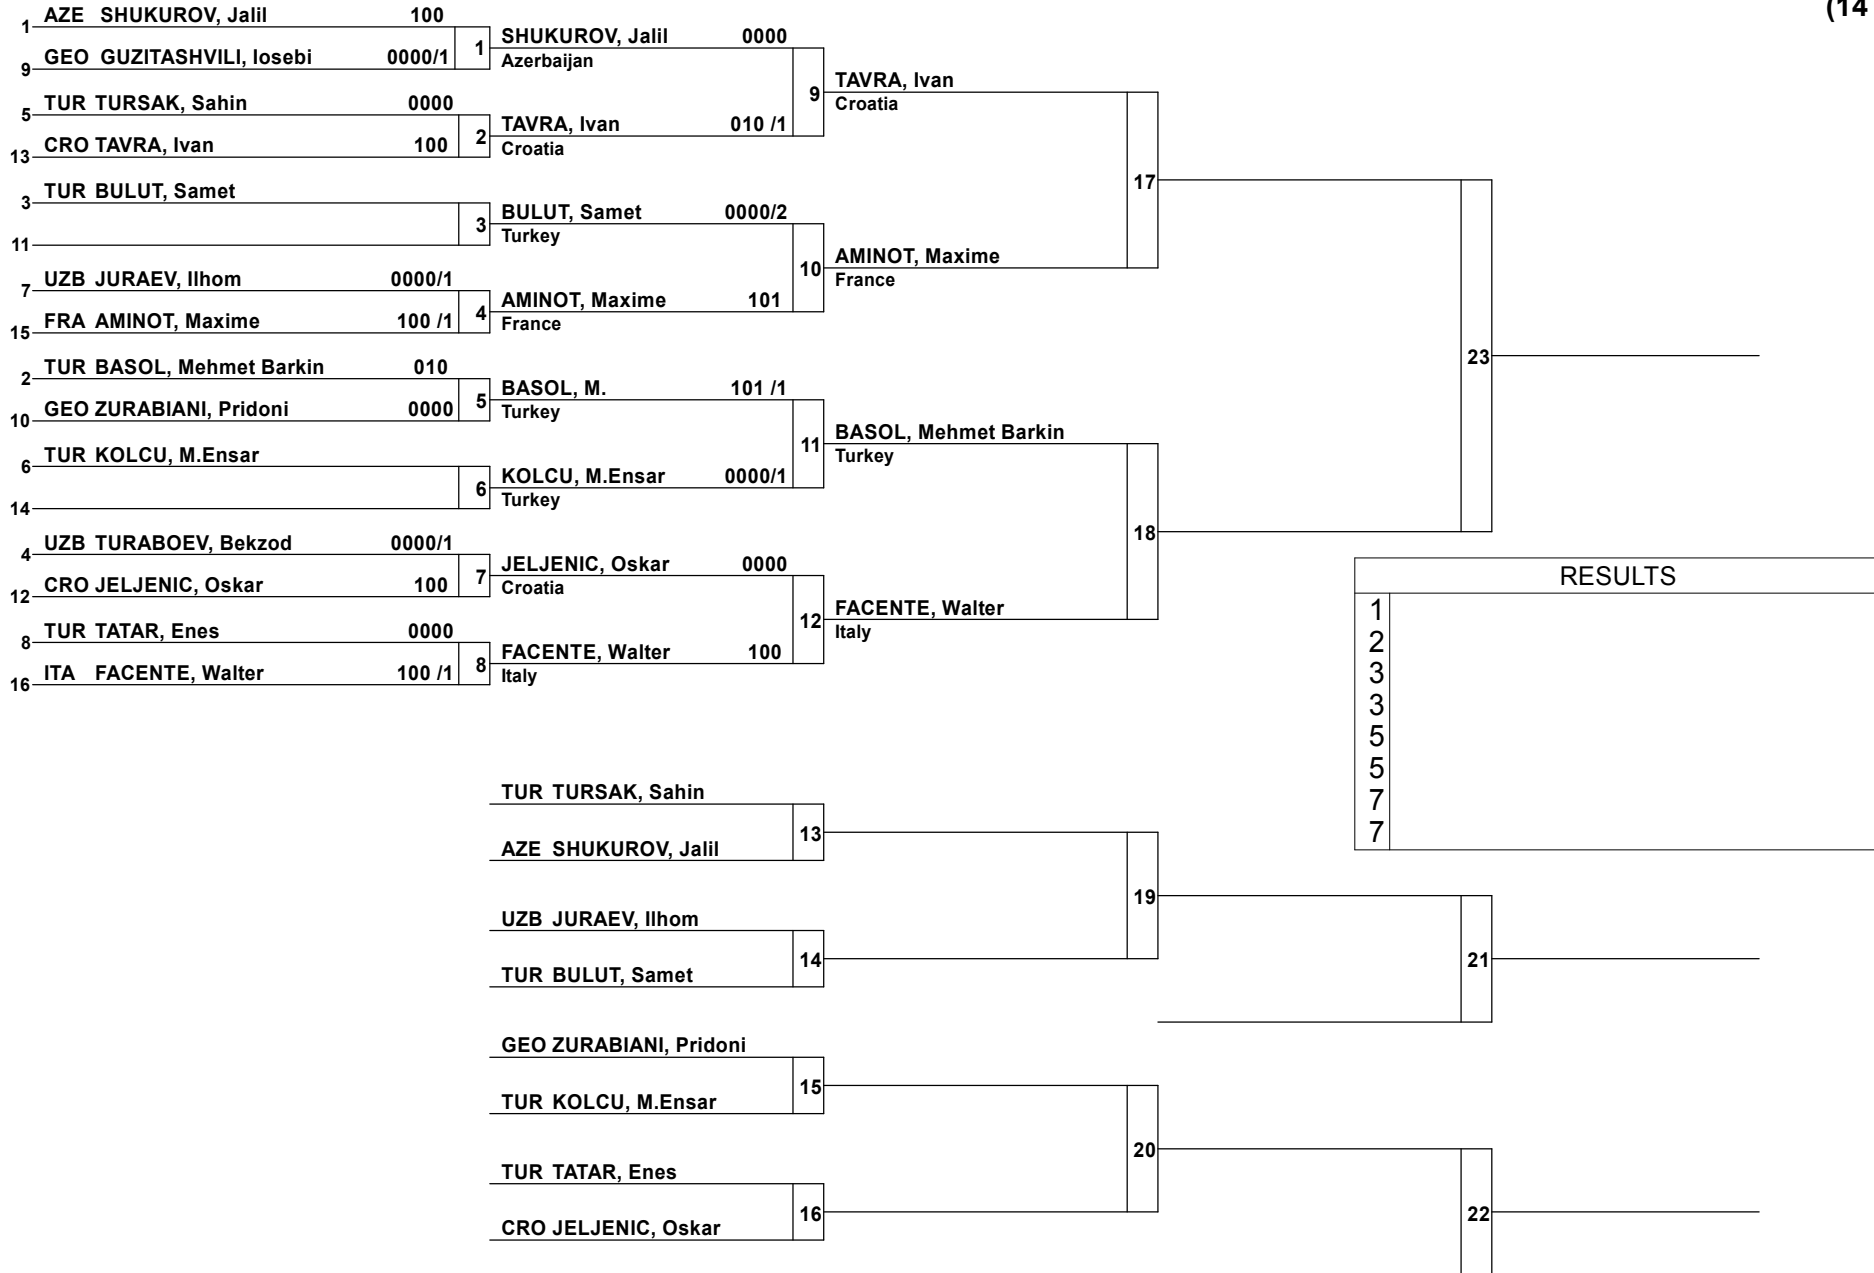 (14
1 AZE SHUKUROV, Jalil 100
9 GEO GUZITASHVILI, Iosebi 0000/1
1
5 TUR TURSAK, Sahin 0000
13 CRO TAVRA, Ivan 100
2
3 TUR BULUT, Samet
11
3
7 UZB JURAEV, Ilhom 0000/1
15 FRA AMINOT, Maxime 100 /1
4
2 TUR BASOL, Mehmet Barkin 010
10 GEO ZURABIANI, Pridoni 0000
5
6 TUR KOLCU, M.Ensar
14
6
4 UZB TURABOEV, Bekzod 0000/1
12 CRO JELJENIC, Oskar 100
7
8 TUR TATAR, Enes 0000
16 ITA FACENTE, Walter 100 /1
8
SHUKUROV, Jalil 0000
Azerbaijan
TAVRA, Ivan 010 /1
Croatia
9
BULUT, Samet 0000/2
Turkey
AMINOT, Maxime 101
France
10
BASOL, M. 101 /1
Turkey
KOLCU, M.Ensar 0000/1
Turkey
11
JELJENIC, Oskar 0000
Croatia
FACENTE, Walter 100
Italy
12
TAVRA, Ivan
Croatia
AMINOT, Maxime
France
17
BASOL, Mehmet Barkin
Turkey
FACENTE, Walter
Italy
18
23
RESULTS
1
2
3
3
5
5
7
7
TUR TURSAK, Sahin
AZE SHUKUROV, Jalil
13
UZB JURAEV, Ilhom
TUR BULUT, Samet
14
19
21
GEO ZURABIANI, Pridoni
TUR KOLCU, M.Ensar
15
TUR TATAR, Enes
CRO JELJENIC, Oskar
16
20
22